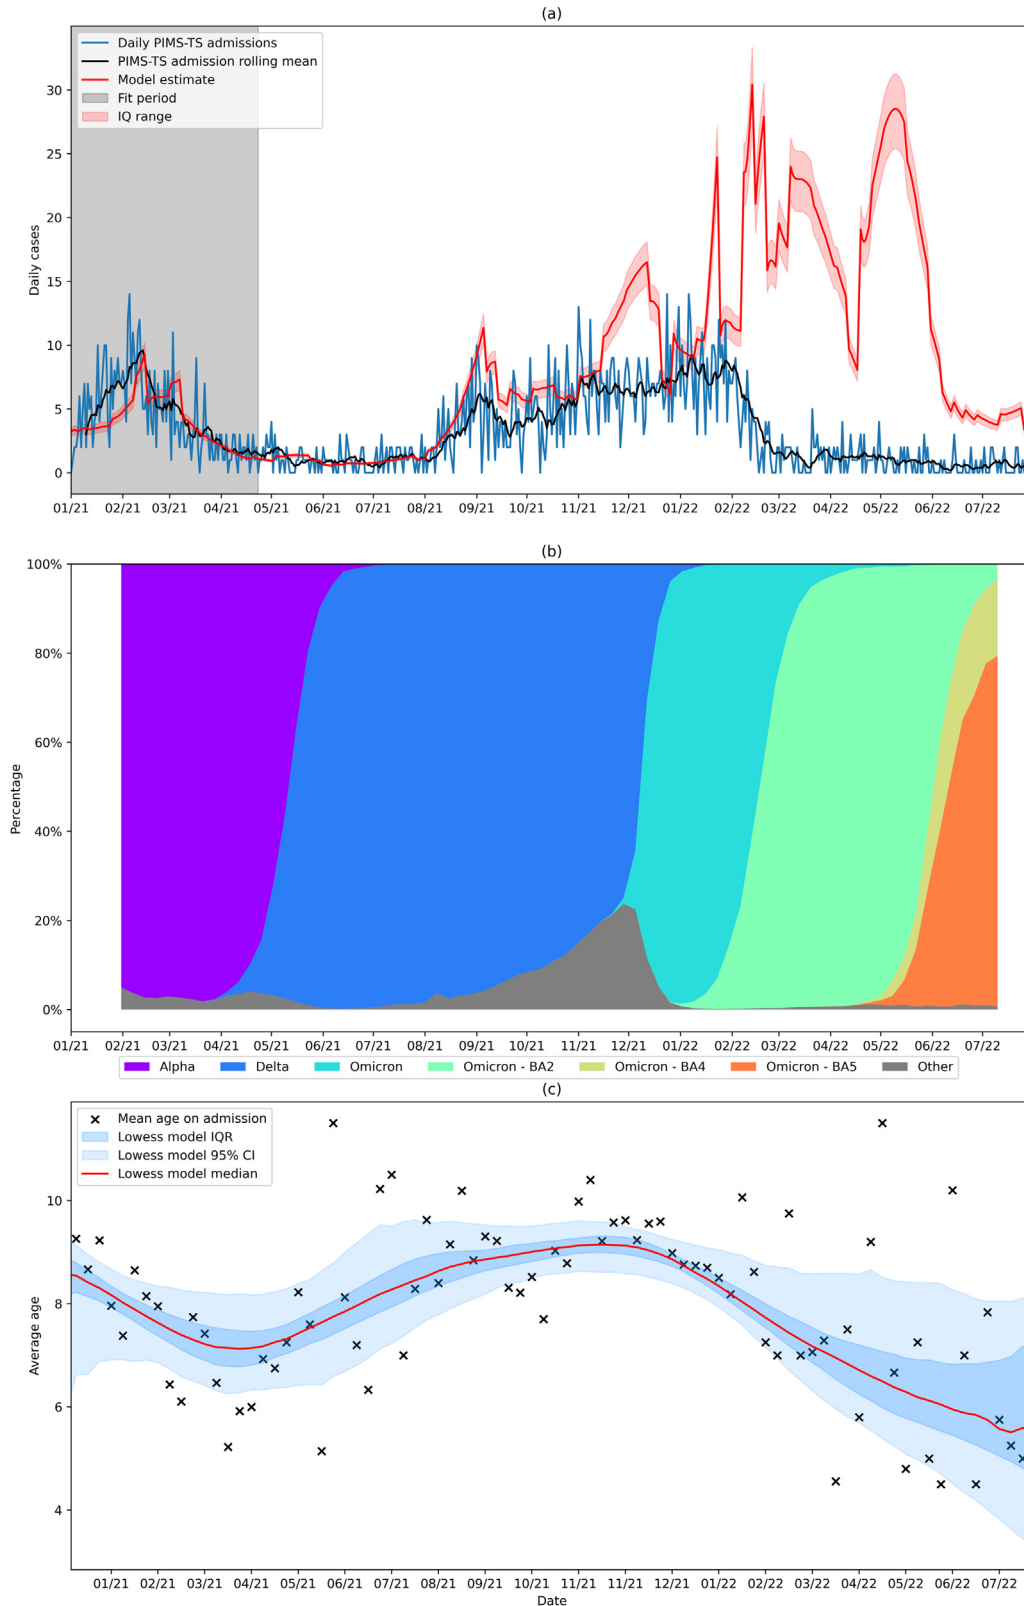 (a)
Daily PIMS-TS admissions
PIMS-TS admission rolling mean
Model estimate
Fit period
IQ range
Daily cases
30
25
20
15
10
5
0
01/21 02/21 03/21 04/21 05/21 06/21 07/21 08/21 09/21 10/21 11/21 12/21 01/22 02/22 03/22 04/22 05/22 06/22 07/22
(b)
Percentage
100%
80%
60%
40%
20%
0%
01/21 02/21 03/21 04/21 05/21 06/21 07/21 08/21 09/21 10/21 11/21 12/21 01/22 02/22 03/22 04/22 05/22 06/22 07/22
Alpha Delta Omicron Omicron - BA2 Omicron - BA4 Omicron - BA5 Other
(c)
Mean age on admission
Lowess model IQR
Lowess model 95% CI
Lowess model median
Average age
10
8
6
4
01/21 02/21 03/21 04/21 05/21 06/21 07/21 08/21 09/21 10/21 11/21 11/21 12/21 01/22 02/22 03/22 04/22 05/22 06/22 07/22
Date